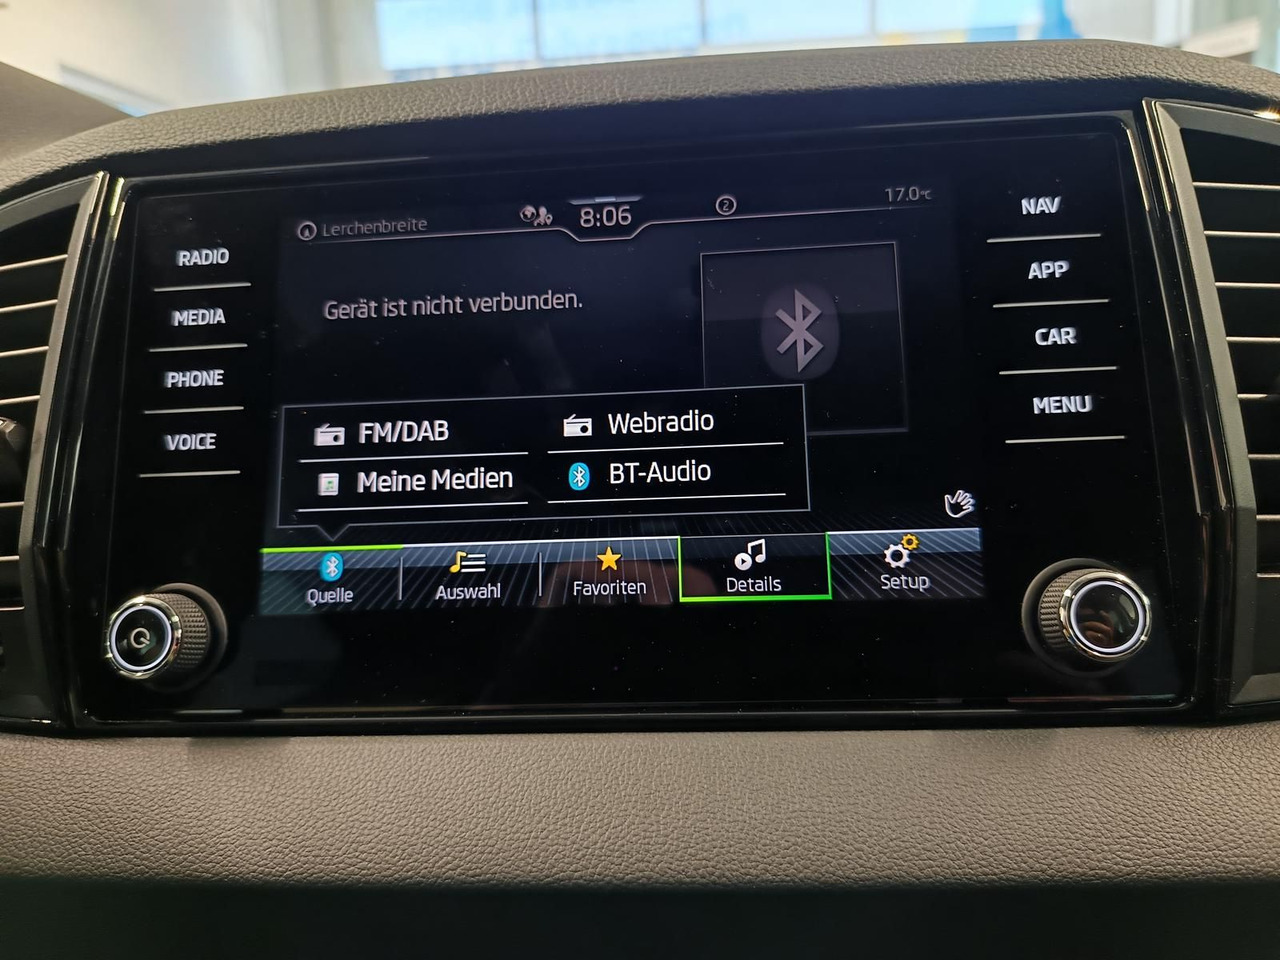 Lerchenbreite
8:06
2
17.0°C
RADIO
MEDIA
PHONE
VOICE
NAV
APP
CAR
MENU
Gerät ist nicht verbunden.
FM/DAB
Webradio
Meine Medien
BT-Audio
Quelle
Auswahl
Favoriten
Details
Setup